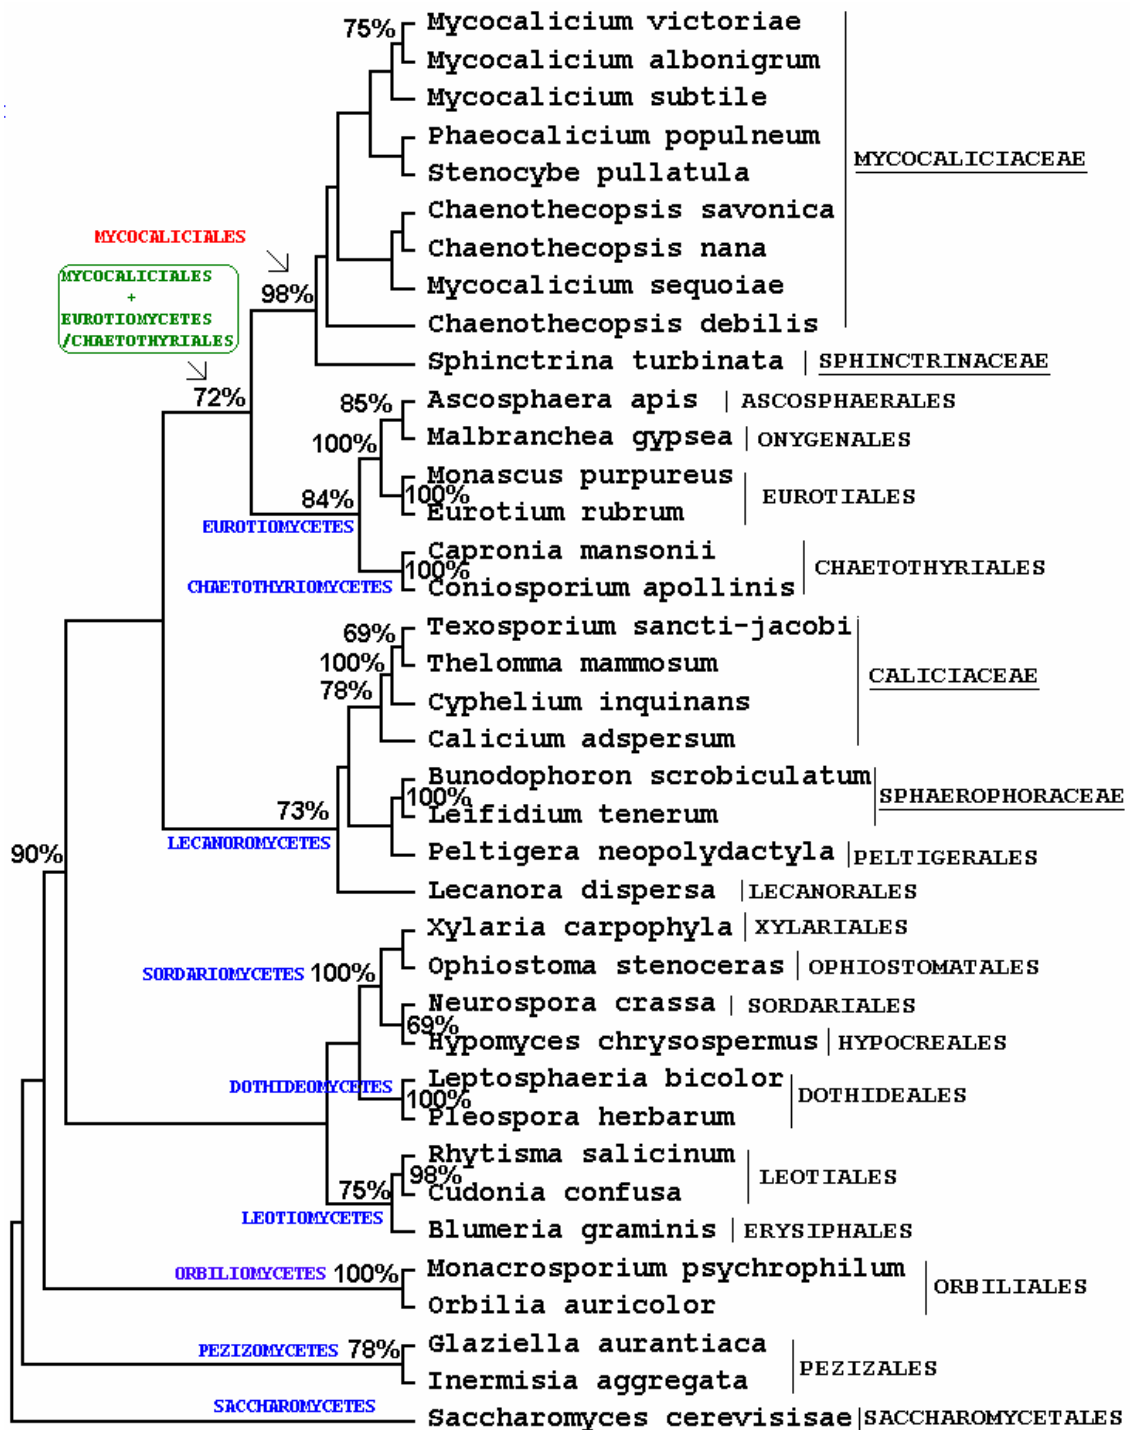 75%
Mycocalicium victoriae
Mycocalicium albonigrum
Mycocalicium subtile
Phaeocalicium populneum
MYCOCALICIACEAE
Stenocybe pullatula
Chaenothecopsis savonica
MYCOCALICIALES
Chaenothecopsis nana
MYCOCALICIALES
+
EUROTIOMYCETES
/CHAETOTHYRIALES
98%
Mycocalicium sequoiae
Chaenothecopsis debilis
Sphinctrina turbinata
SPHINCTRINACEAE
72%
85%
Ascosphaera apis
ASCOSPHAERALES
100%
Malbranchea gypsea
ONYGENALES
Monascus purpureus
84%
100%
EUROTIALES
Eurotium rubrum
EUROTIOMYCETES
Capronia mansonii
100%
CHAETOTHYRIALES
CHAETOTHYRIOMYCETES
Coniosporium apollinis
69%
Texosporium sancti-jacobi
100%
Thelomma mammosum
CALICIACEAE
78%
Cyphelium inquinans
Calicium adspersum
Bunodophoron scrobiculatum
100%
SPHAEROPHORACEAE
73%
Leifidium tenerum
LECANOROMYCETES
90%
Peltigera neopolydactyla
PELTIGERALES
Lecanora dispersa
LECANORALES
Xylaria carpophyla
XYLARIALES
SORDARIOMYCETES 100%
Ophiostoma stenoceras
OPHIOSTOMATALES
Neurospora crassa
SORDARIALES
69%
Hypomyces chrysospermus
HYPOCREALES
Leptosphaeria bicolor
DOTHIDEOMYCETES
100%
DOTHIDEALES
Pleospora herbarum
Rhytisma salicinum
98%
LEOTIALES
75%
Cudonia confusa
LEOTIOMYCETES
Blumeria graminis
ERYSIPHALES
ORBILIOMYCETES 100%
Monacrosporium psychrophilum
ORBILIALES
Orbilia auricolor
PEZIZOMYCETES 78%
Glaziella aurantiaca
PEZIZALES
Inermisia aggregata
SACCHAROMYCETES
Saccharomyces cerevisisae
SACCHAROMYCETALES